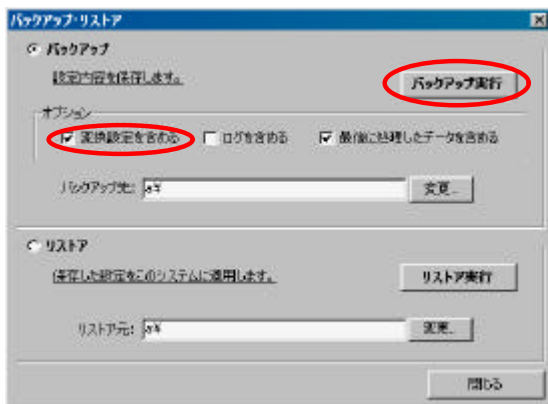 バックアップ・リストア
バックアップ
設定内容を保存します。
バックアップ実行
オプション
変換設定を含める ログを含める 最後に処理したデータを含める
バックアップ先: a¥ 変更...
リストア
保存した設定をこのシステムに適用します。
リストア実行
リストア元: a¥ 変更...
閉じる